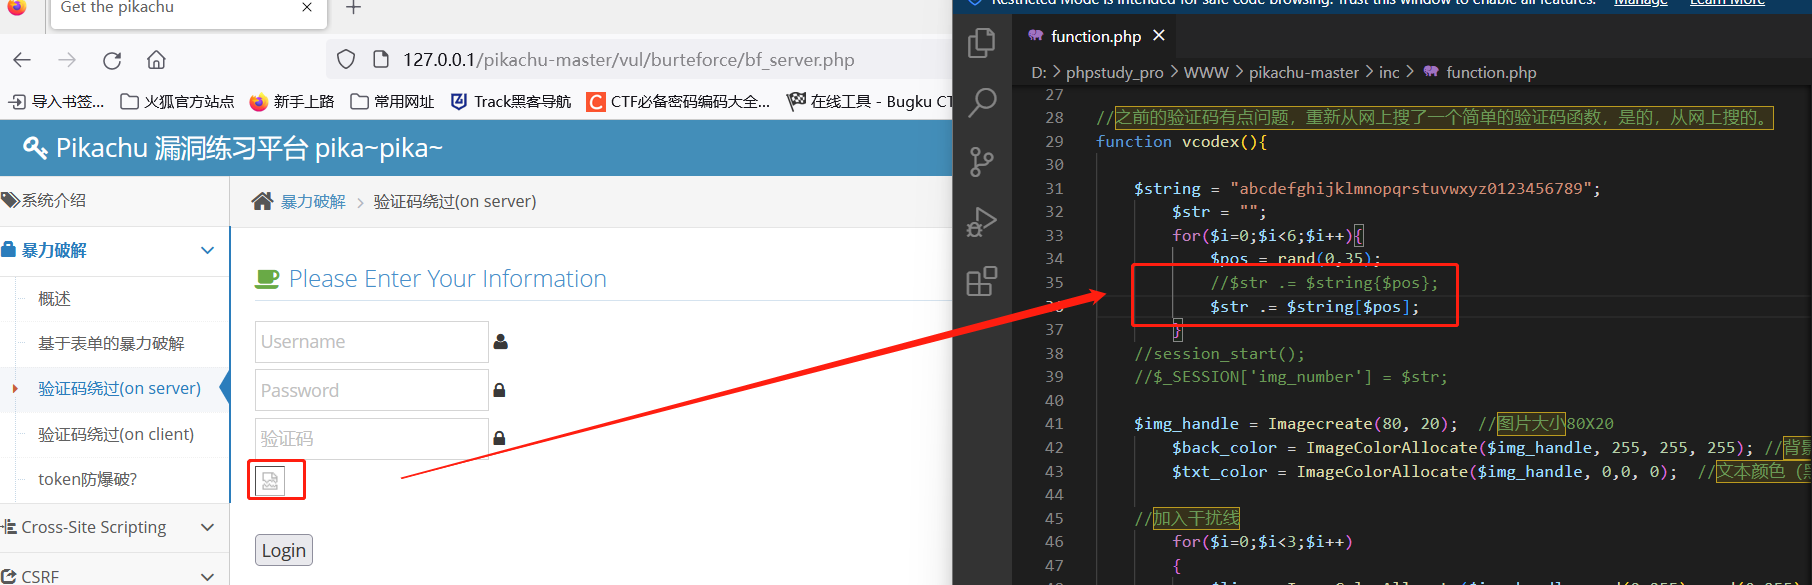 Get the pikachu
127.0.0.1/pikachu-master/vul/burteforce/bf_server.php
导入书签... 火狐官方站点 新手上路 常用网址 Track黑客导航 CTF必备密码编码大全... 在线工具 - Bugku CT
Pikachu 漏洞练习平台 pika~pika~
系统介绍
暴力破解
概述
基于表单的暴力破解
验证码绕过(on server)
验证码绕过(on client)
token防爆破?
Cross-Site Scripting
CSRF
暴力破解 > 验证码绕过(on server)
Please Enter Your Information
Username
Password
验证码
Login
Restricted Mode is intended for safe code browsing. Trust this window to enable all features. Manage Learn More
function.php
D: > phpstudy_pro > WWW > pikachu-master > inc > function.php
27
28 //之前的验证码有点问题，重新从网上搜了一个简单的验证码函数，是的，从网上搜的。
29 function vcodex(){
30
31 $string = "abcdefghijklmnopqrstuvwxyz0123456789";
32 $str = "";
33 for($i=0;$i<6;$i++){
34 $pos = rand(0,35);
35 //$str .= $string{$pos};
36 $str .= $string[$pos];
37 }
38 //session_start();
39 //$_SESSION['img_number'] = $str;
40
41 $img_handle = Imagecreate(80, 20); //图片大小80X20
42 $back_color = ImageColorAllocate($img_handle, 255, 255, 255); //背景
43 $txt_color = ImageColorAllocate($img_handle, 0,0, 0); //文本颜色（黑
44
45 //加入干扰线
46 for($i=0;$i<3;$i++)
47 {